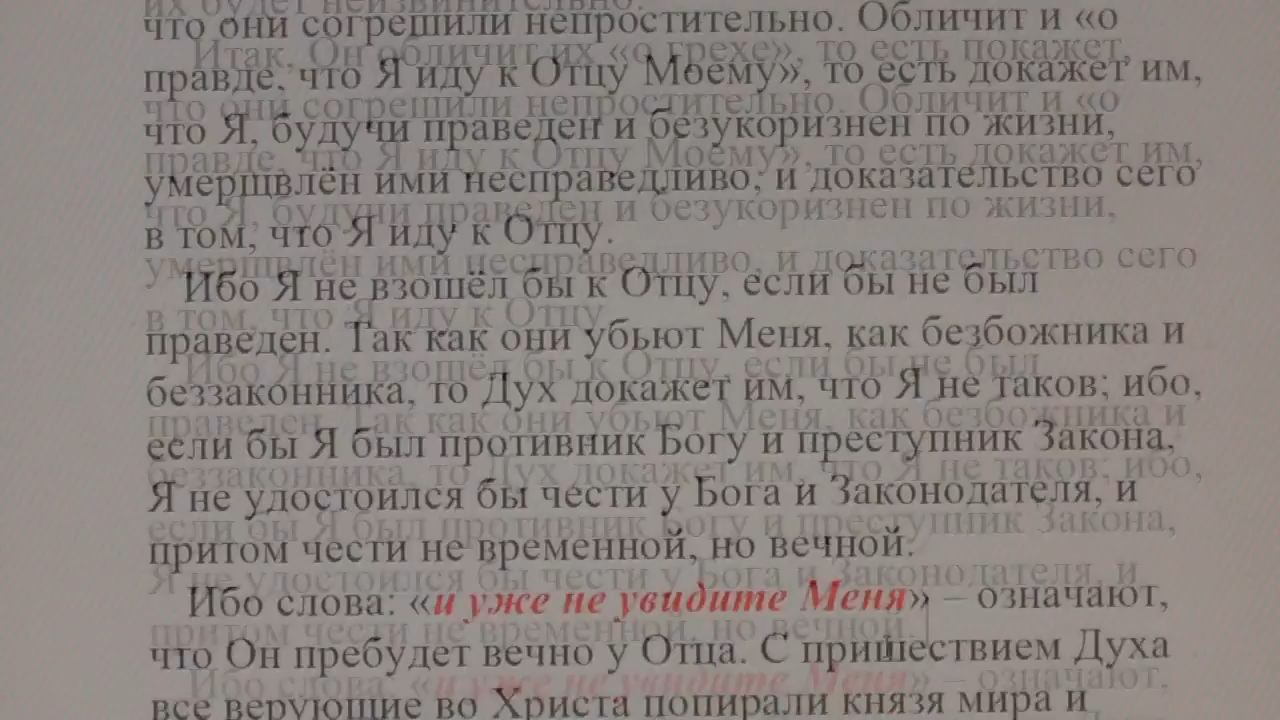 что они согрешили непростительно. Обличит и «о
правде, что Я иду к Отцу Моему», то есть докажет им,
что Я, будучи праведен и безукоризнен по жизни,
умерщвлён ими несправедливо, и доказательство сего
в том, что Я иду к Отцу.
Ибо Я не взошёл бы к Отцу, если бы не был
праведен. Так как они убьют Меня, как безбожника и
беззаконника, то Дух докажет им, что Я не таков; ибо,
если бы Я был противник Богу и преступник Закона,
Я не удостоился бы чести у Бога и Законодателя, и
притом чести не временной, но вечной.
Ибо слова: «и уже не увидите Меня» – означают,
что Он пребудет вечно у Отца. С пришествием Духа
все верующие во Христа попирали князя мира и